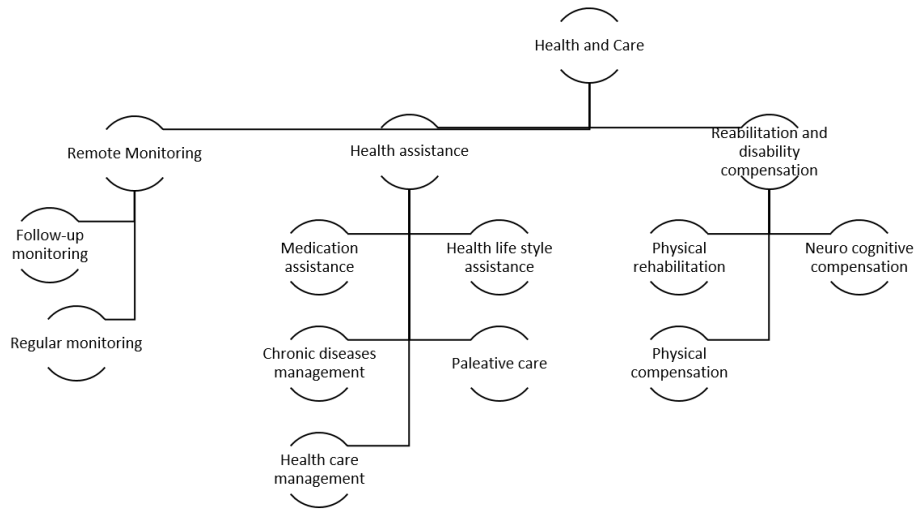 Health and Care
Remote Monitoring
Health assistance
Reabilitation and
disability
compensation
Follow-up
monitoring
Regular monitoring
Medication
assistance
Health life style
assistance
Chronic diseases
management
Paleative care
Health care
management
Physical
rehabilitation
Neuro cognitive
compensation
Physical
compensation